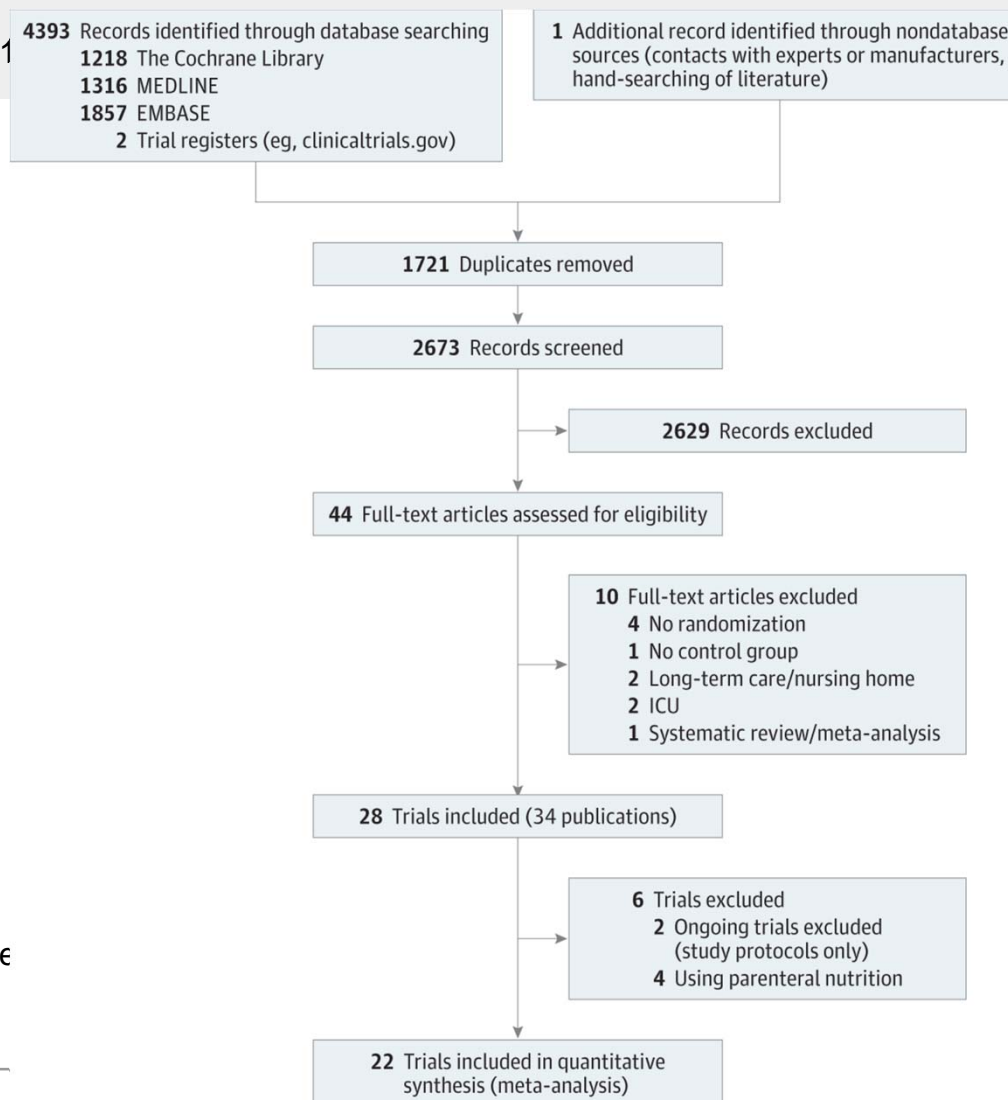 4393 Records identified through database searching
1218 The Cochrane Library
1316 MEDLINE
1857 EMBASE
2 Trial registers (eg, clinicaltrials.gov)
1 Additional record identified through nondatabase
sources (contacts with experts or manufacturers,
hand-searching of literature)
1721 Duplicates removed
2673 Records screened
2629 Records excluded
44 Full-text articles assessed for eligibility
10 Full-text articles excluded
4 No randomization
1 No control group
2 Long-term care/nursing home
2 ICU
1 Systematic review/meta-analysis
28 Trials included (34 publications)
6 Trials excluded
2 Ongoing trials excluded
(study protocols only)
4 Using parenteral nutrition
22 Trials included in quantitative
synthesis (meta-analysis)